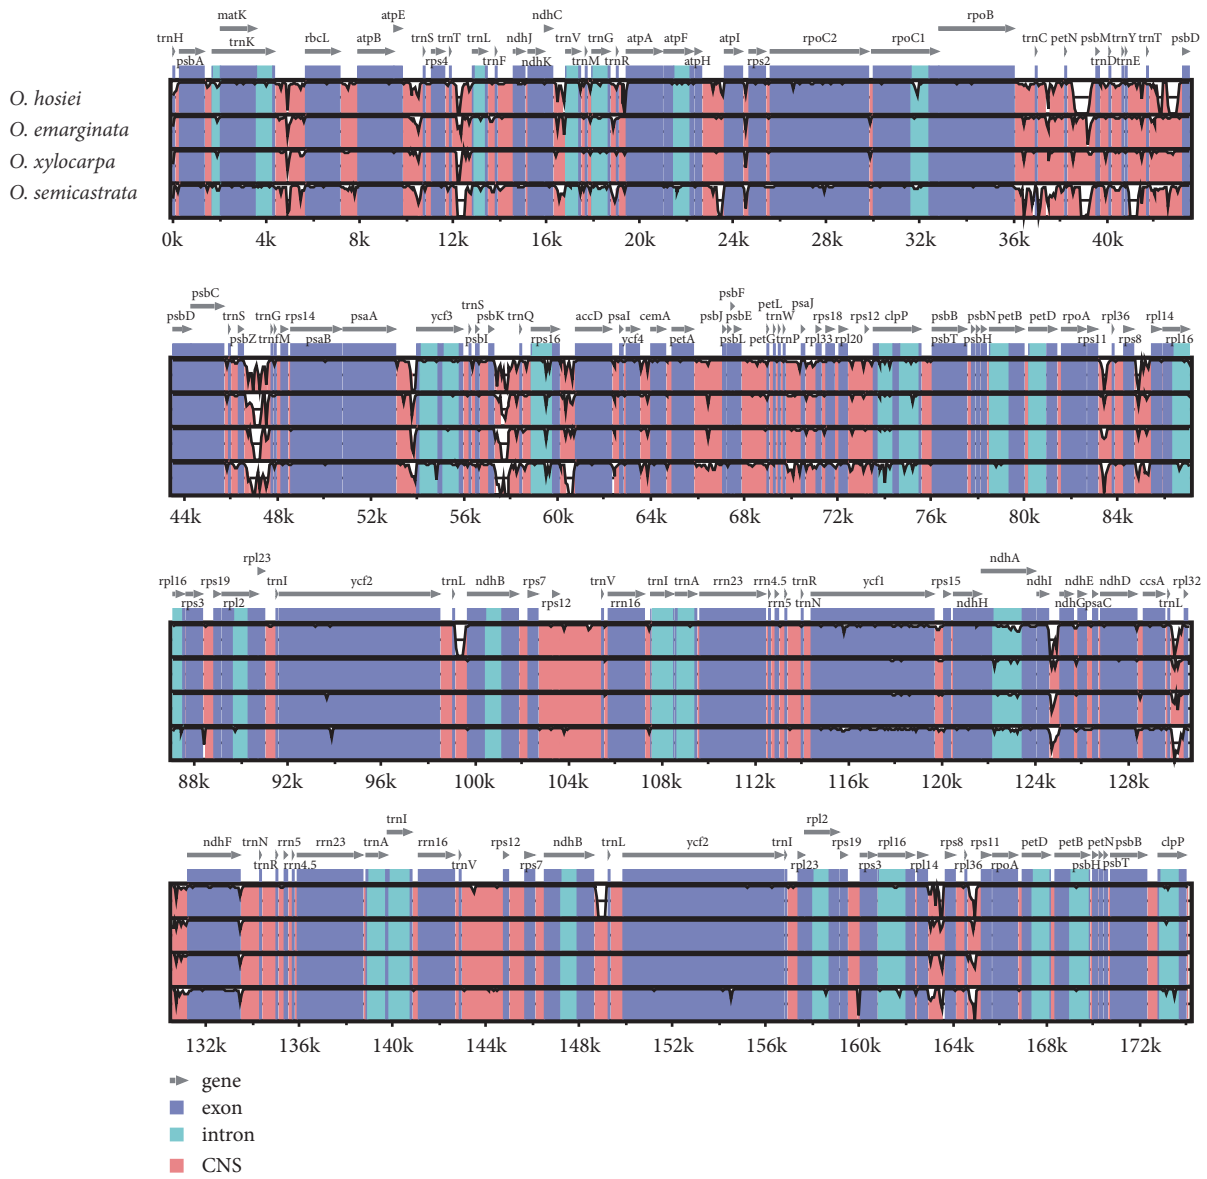 matK atpE ndhC rpoB
trnH trnK rbcL atpB trnS trnT trnL ndhJ trnV trnG atpA atpF atpI rpoC2 rpoC1 trnC petN psbM trnY trnT psbD
psbA rps4 trnF ndhK trnM trnR atpH rps2 trnD trnE
O. hosiei
O. emarginata
O. xylocarpa
O. semicastrata
0k 4k 8k 12k 16k 20k 24k 28k 32k 36k 40k
psbC trnS psbF petL psaJ
psbD trnS trnG rps14 psaA ycf3 psbK trnQ accD psaI cemA psbJ psbE trnW rps18 rps12 clpP psbB psbN petB petD rpoA rpl36 rpl14
psbZ trnfM psaB psbI rps16 ycf4 petA psbL petG trnP rpl33 rpl20 psbT psbH rps11 rps8 rpl16
44k 48k 52k 56k 60k 64k 68k 72k 76k 80k 84k
rpl23 ndhA
rpl16 rps19 trnI ycf2 trnL ndhB rps7 trnV trnI trnA rrn23 rrn4.5 trnR ycf1 rps15 ndhI ndhE ndhD ccsA rpl32
rps3 rpl2 rps12 rrn16 rrn5 trnN ndhH ndhG psaC trnL
88k 92k 96k 100k 104k 108k 112k 116k 120k 124k 128k
trnI rpl2
ndhF trnN rrn5 rrn23 trnA rrn16 rps12 ndhB trnL ycf2 trnI rps19 rpl16 rps8 rps11 petD petB petN psbB clpP
trnR rrn4.5 trnV rps7 rpl23 rps3 rpl14 rpl36 rpoA psbH psbT
132k 136k 140k 144k 148k 152k 156k 160k 164k 168k 172k
gene
exon
intron
CNS